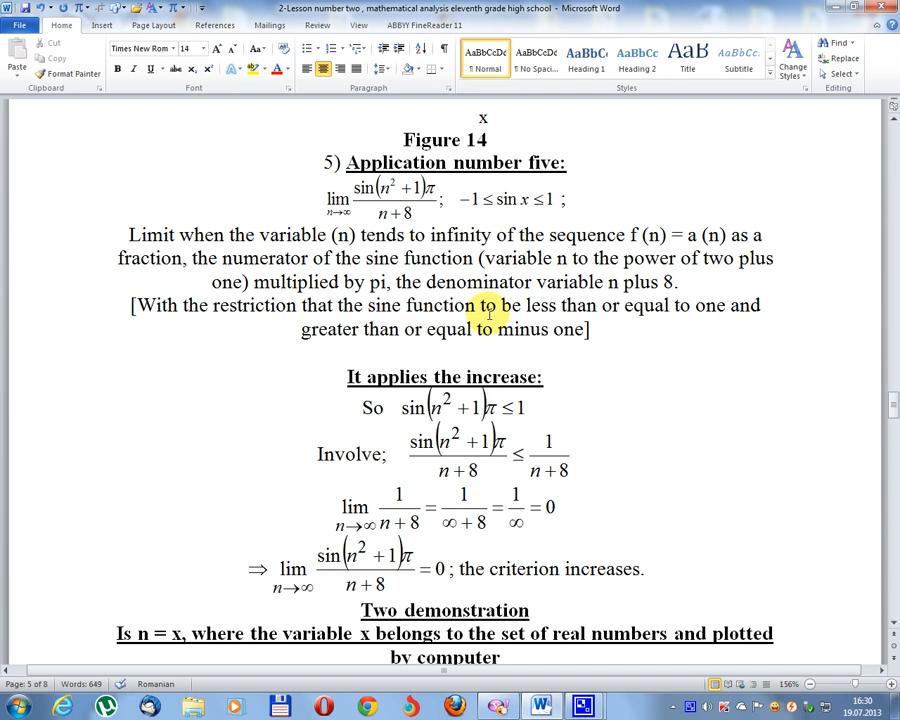 2-Lesson number two , mathematical analysis eleventh grade high school - Microsoft Word
File Home Insert Page Layout References Mailings Review View ABBYY FineReader 11
Paste
Cut
Copy
Format Painter
Clipboard
Times New Rom 14
Font
Paragraph
AaBbCcDc AaBbCcDc AaBbC AaBbCc AaB AaBbCc.
¶ Normal ¶ No Spaci... Heading 1 Heading 2 Title Subtitle
Change
Styles
Styles
Find
Replace
Select
Editing
x
Figure 14
5) Application number five:
lim n→∞ sin(n² +1)π / n + 8 ; −1 ≤ sin x ≤ 1 ;
Limit when the variable (n) tends to infinity of the sequence f (n) = a (n) as a
fraction, the numerator of the sine function (variable n to the power of two plus
one) multiplied by pi, the denominator variable n plus 8.
[With the restriction that the sine function to be less than or equal to one and
greater than or equal to minus one]
It applies the increase:
So sin(n² +1)π ≤ 1
Involve; sin(n² +1)π / n + 8 ≤ 1 / n + 8
lim n→∞ 1 / n + 8 = 1 / ∞ + 8 = 1 / ∞ = 0
⇒ lim n→∞ sin(n² +1)π / n + 8 = 0 ; the criterion increases.
Two demonstration
Is n = x, where the variable x belongs to the set of real numbers and plotted
by computer
Page: 5 of 8 Words: 649 Romanian 156%
16:30
19.07.2013